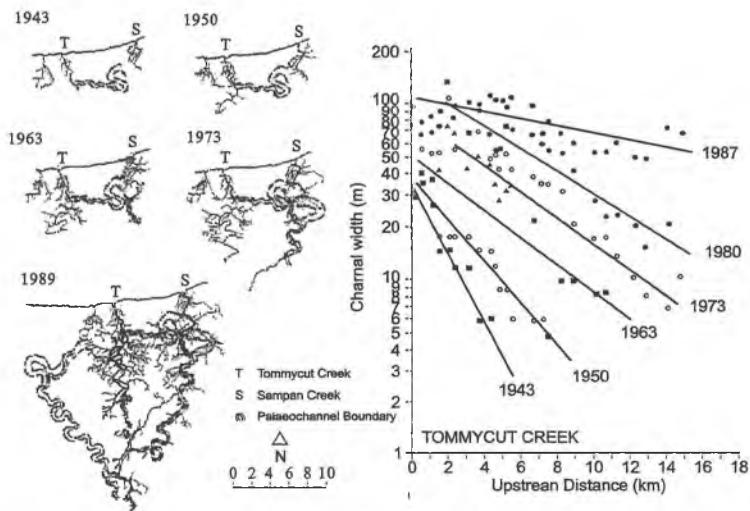 1943
T
S
1950
T
S
1963
T
S
1973
T
S
1989
T
S
T Tommycut Creek
S Sampan Creek
Palaeochannel Boundary
N
0 2 4 6 8 10
Charnal width (m)
200
100
90
80
70
60
50
40
30
20
10
9
8
7
6
5
4
3
2
1
1987
1980
1973
1963
1950
1943
TOMMYCUT CREEK
0 2 4 6 8 10 12 14 16 18
Upstrean Distance (km)